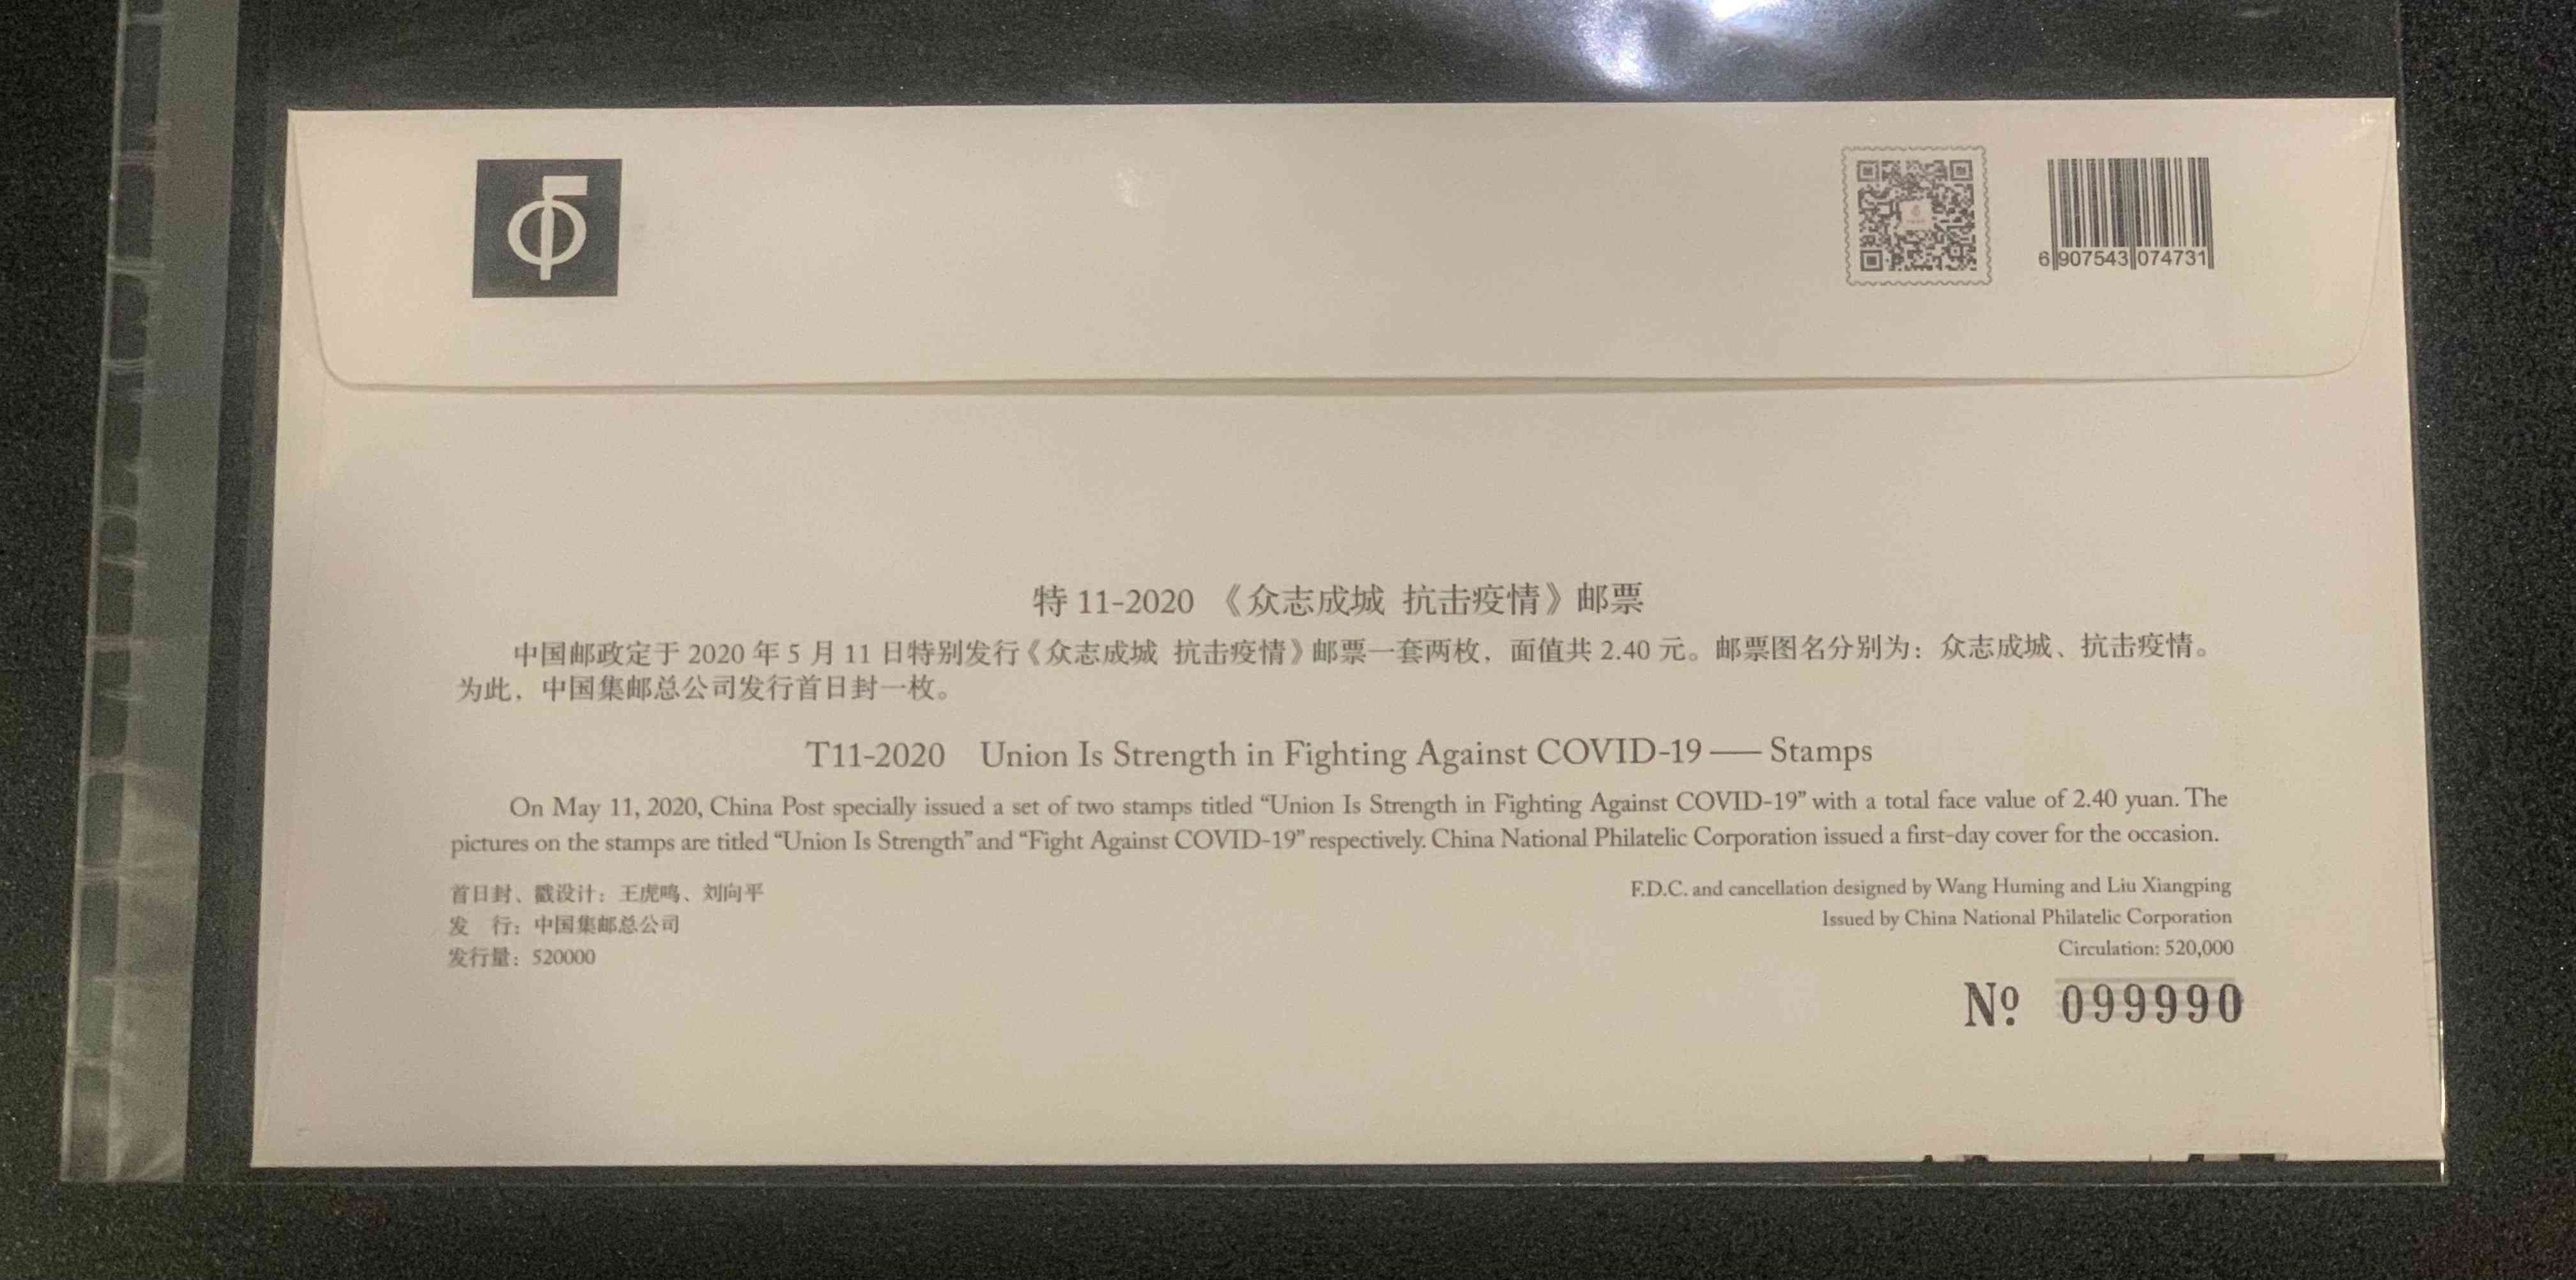 6 907543 074731
特 11-2020 《众志成城 抗击疫情》邮票
中国邮政定于 2020 年 5 月 11 日特别发行《众志成城 抗击疫情》邮票一套两枚，面值共 2.40 元。邮票图名分别为：众志成城、抗击疫情。
为此，中国集邮总公司发行首日封一枚。
T11-2020 Union Is Strength in Fighting Against COVID-19 —— Stamps
On May 11, 2020, China Post specially issued a set of two stamps titled “Union Is Strength in Fighting Against COVID-19” with a total face value of 2.40 yuan. The
pictures on the stamps are titled “Union Is Strength” and “Fight Against COVID-19” respectively. China National Philatelic Corporation issued a first-day cover for the occasion.
首日封、戳设计：王虎鸣、刘向平
发 行：中国集邮总公司
发行量：520000
F.D.C. and cancellation designed by Wang Huming and Liu Xiangping
Issued by China National Philatelic Corporation
Circulation: 520,000
Nº 099990